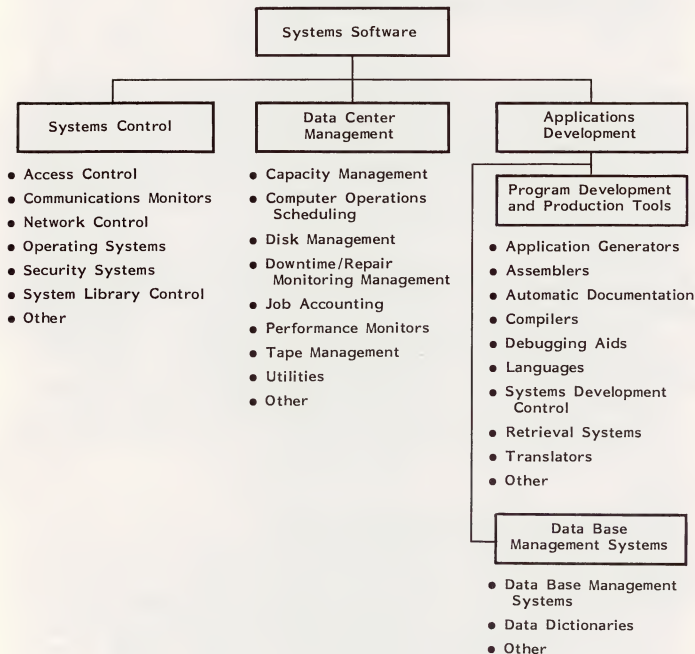 Systems Software
Systems Control
• Access Control
• Communications Monitors
• Network Control
• Operating Systems
• Security Systems
• System Library Control
• Other
Data Center
Management
• Capacity Management
• Computer Operations
Scheduling
• Disk Management
• Downtime/Repair
Monitoring Management
• Job Accounting
• Performance Monitors
• Tape Management
• Utilities
• Other
Applications
Development
Program Development
and Production Tools
• Application Generators
• Assemblers
• Automatic Documentation
• Compilers
• Debugging Aids
• Languages
• Systems Development
Control
• Retrieval Systems
• Translators
• Other
Data Base
Management Systems
• Data Base Management
Systems
• Data Dictionaries
• Other